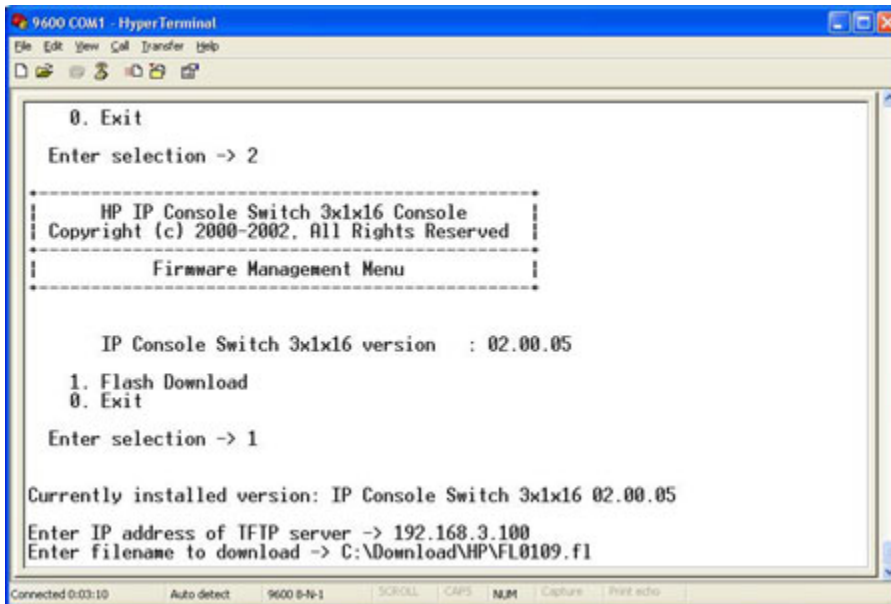 9600 COM1 - HyperTerminal
File Edit View Call Transfer Help
0. Exit
Enter selection -> 2
HP IP Console Switch 3x1x16 Console
Copyright (c) 2000-2002, All Rights Reserved
Firmware Management Menu
IP Console Switch 3x1x16 version : 02.00.05
1. Flash Download
0. Exit
Enter selection -> 1
Currently installed version: IP Console Switch 3x1x16 02.00.05
Enter IP address of TFTP server -> 192.168.3.100
Enter filename to download -> C:\Download\HP\FL0109.fl
Connected 0:03:10 Auto detect 9600 8-N-1 SCROLL CAPS NUM Capture Print echo